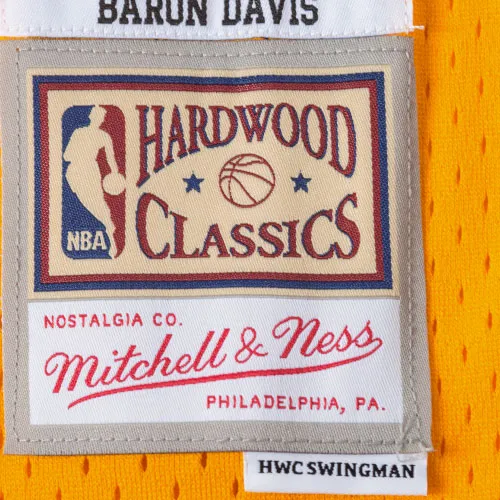 BARON DAVIS
HARDWOOD
CLASSICS
NBA
NOSTALGIA CO.
Mitchell & Ness
PHILADELPHIA, PA.
HWC SWINGMAN